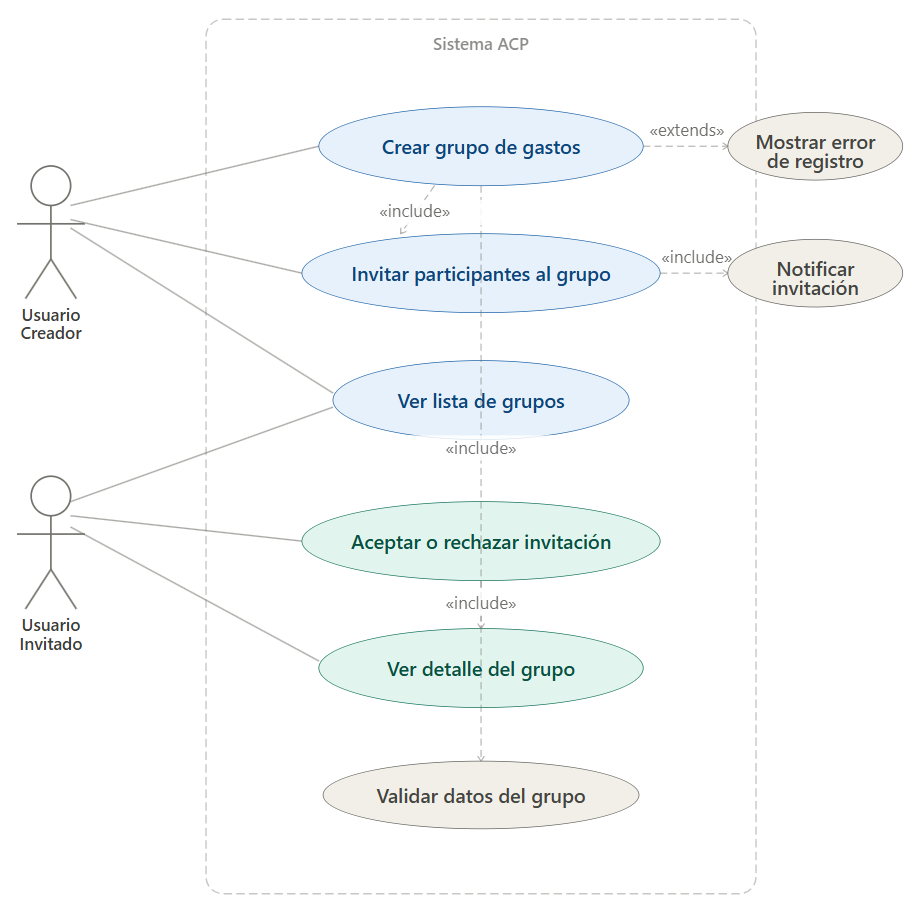 Sistema ACP
Crear grupo de gastos
«extends»
Mostrar error
de registro
«include»
Invitar participantes al grupo
«include»
Notificar
invitación
Usuario
Creador
Ver lista de grupos
«include»
Aceptar o rechazar invitación
«include»
Usuario
Invitado
Ver detalle del grupo
Validar datos del grupo